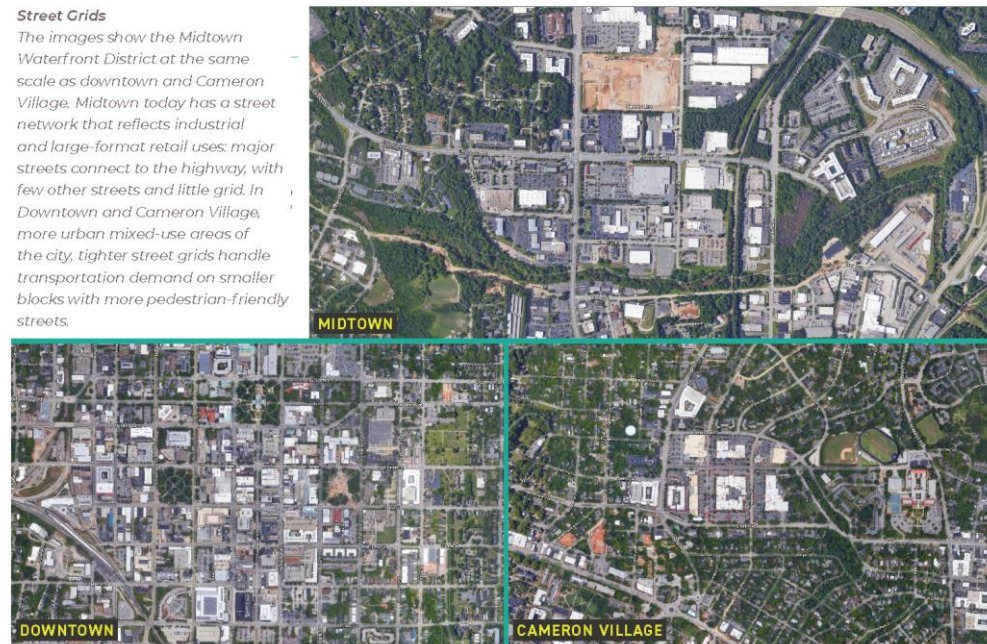 Street Grids
The images show the Midtown
Waterfront District at the same
scale as downtown and Cameron
Village. Midtown today has a street
network that reflects industrial
and large-format retail uses: major
streets connect to the highway, with
few other streets and little grid. In
Downtown and Cameron Village,
more urban mixed-use areas of
the city, tighter street grids handle
transportation demand on smaller
blocks with more pedestrian-friendly
streets.
MIDTOWN
DOWNTOWN
CAMERON VILLAGE